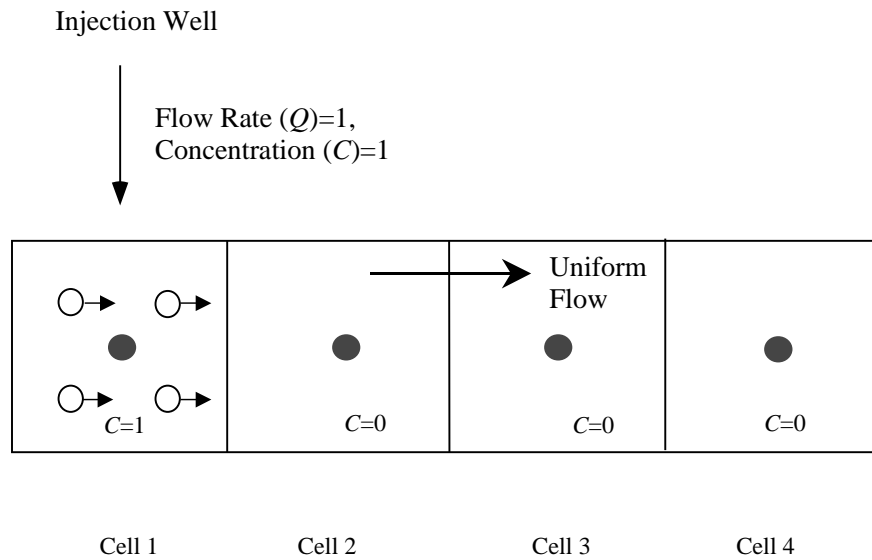 Injection Well
Flow Rate (Q)=1,
Concentration (C)=1
Uniform
Flow
C=1
C=0
C=0
C=0
Cell 1
Cell 2
Cell 3
Cell 4